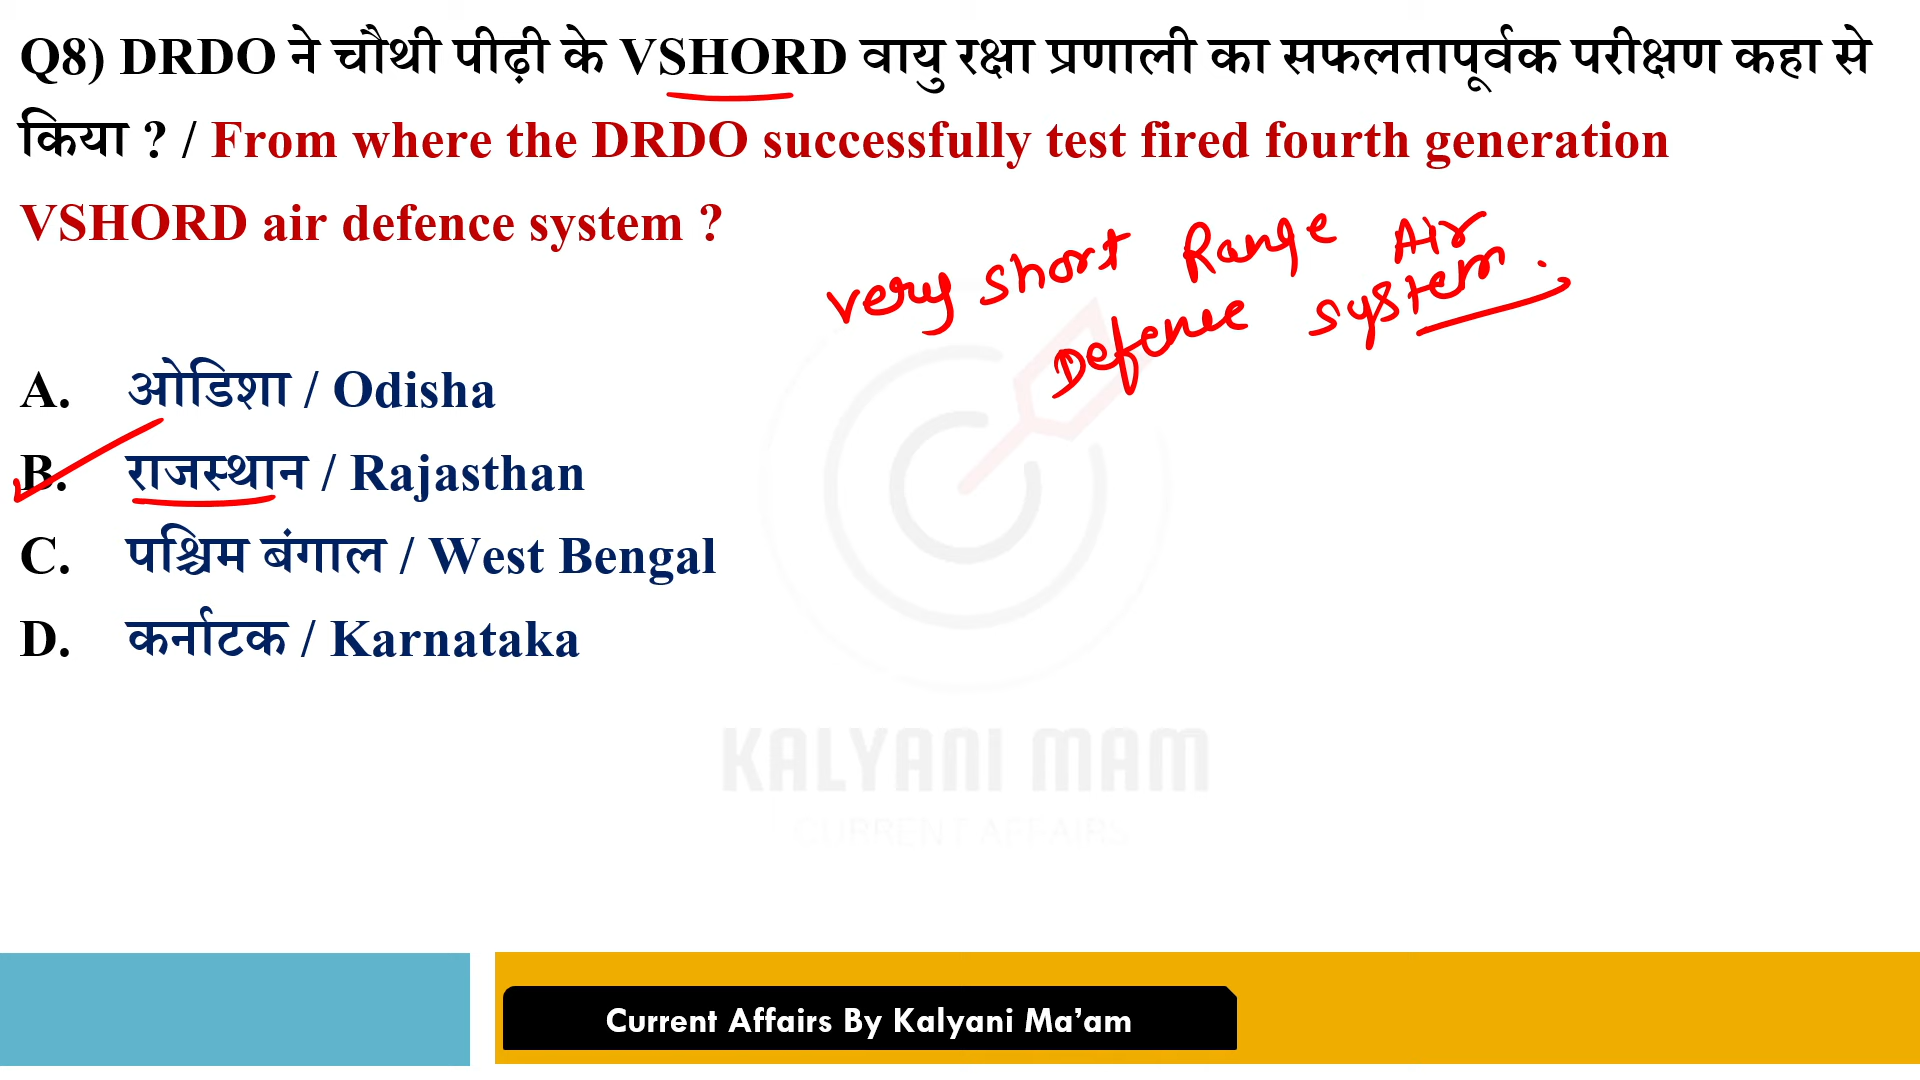 Q8) DRDO ने चौथी पीढ़ी के VSHORD वायु रक्षा प्रणाली का सफलतापूर्वक परीक्षण कहा से
किया ? / From where the DRDO successfully test fired fourth generation
VSHORD air defence system ?
very short Range Air
Defence system.
A. ओडिशा / Odisha
B. राजस्थान / Rajasthan
C. पश्चिम बंगाल / West Bengal
D. कर्नाटक / Karnataka
KALYANI MAM
CURRENT AFFAIRS
Current Affairs By Kalyani Ma’am